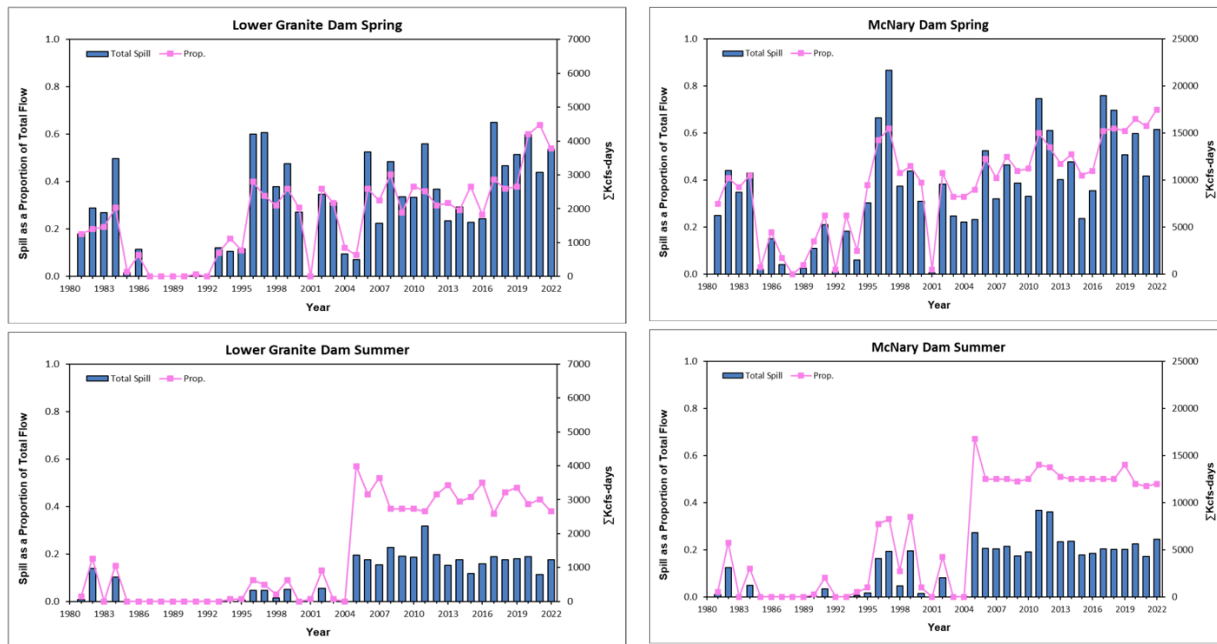 Lower Granite Dam Spring
Total Spill Prop.
Spill as a Proportion of Total Flow
1.0
0.8
0.6
0.4
0.2
0.0
7000
6000
5000
4000
3000
2000
1000
0
∑Kcfs-days
1980 1983 1986 1989 1992 1995 1998 2001 2004 2007 2010 2013 2016 2019 2022
Year
McNary Dam Spring
Total Spill Prop.
Spill as a Proportion of Total Flow
1.0
0.8
0.6
0.4
0.2
0.0
25000
20000
15000
10000
5000
0
∑Kcfs-days
1980 1983 1986 1989 1992 1995 1998 2001 2004 2007 2010 2013 2016 2019 2022
Year
Lower Granite Dam Summer
Total Spill Prop.
Spill as a Proportion of Total Flow
1.0
0.8
0.6
0.4
0.2
0.0
7000
6000
5000
4000
3000
2000
1000
0
∑Kcfs-days
1980 1983 1986 1989 1992 1995 1998 2001 2004 2007 2010 2013 2016 2019 2022
Year
McNary Dam Summer
Total Spill Prop.
Spill as a Proportion of Total Flow
1.0
0.8
0.6
0.4
0.2
0.0
25000
20000
15000
10000
5000
0
∑Kcfs-days
1980 1983 1986 1989 1992 1995 1998 2001 2004 2007 2010 2013 2016 2019 2022
Year